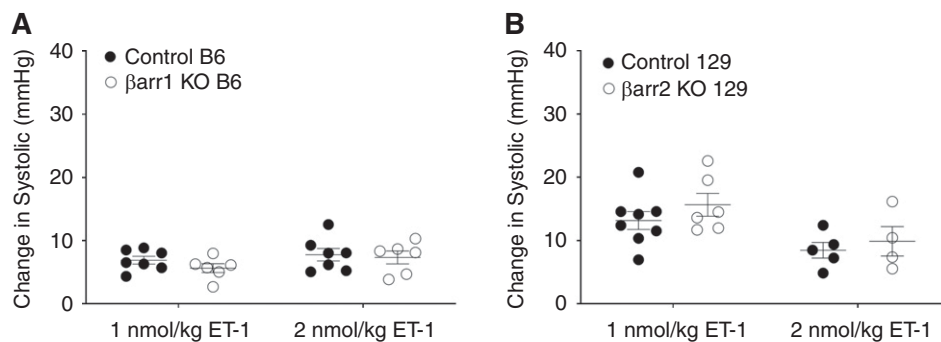 A
Change in Systolic (mmHg)
40
30
20
10
0
Control B6
βarr1 KO B6
1 nmol/kg ET-1
2 nmol/kg ET-1
B
Change in Systolic (mmHg)
40
30
20
10
0
Control 129
βarr2 KO 129
1 nmol/kg ET-1
2 nmol/kg ET-1